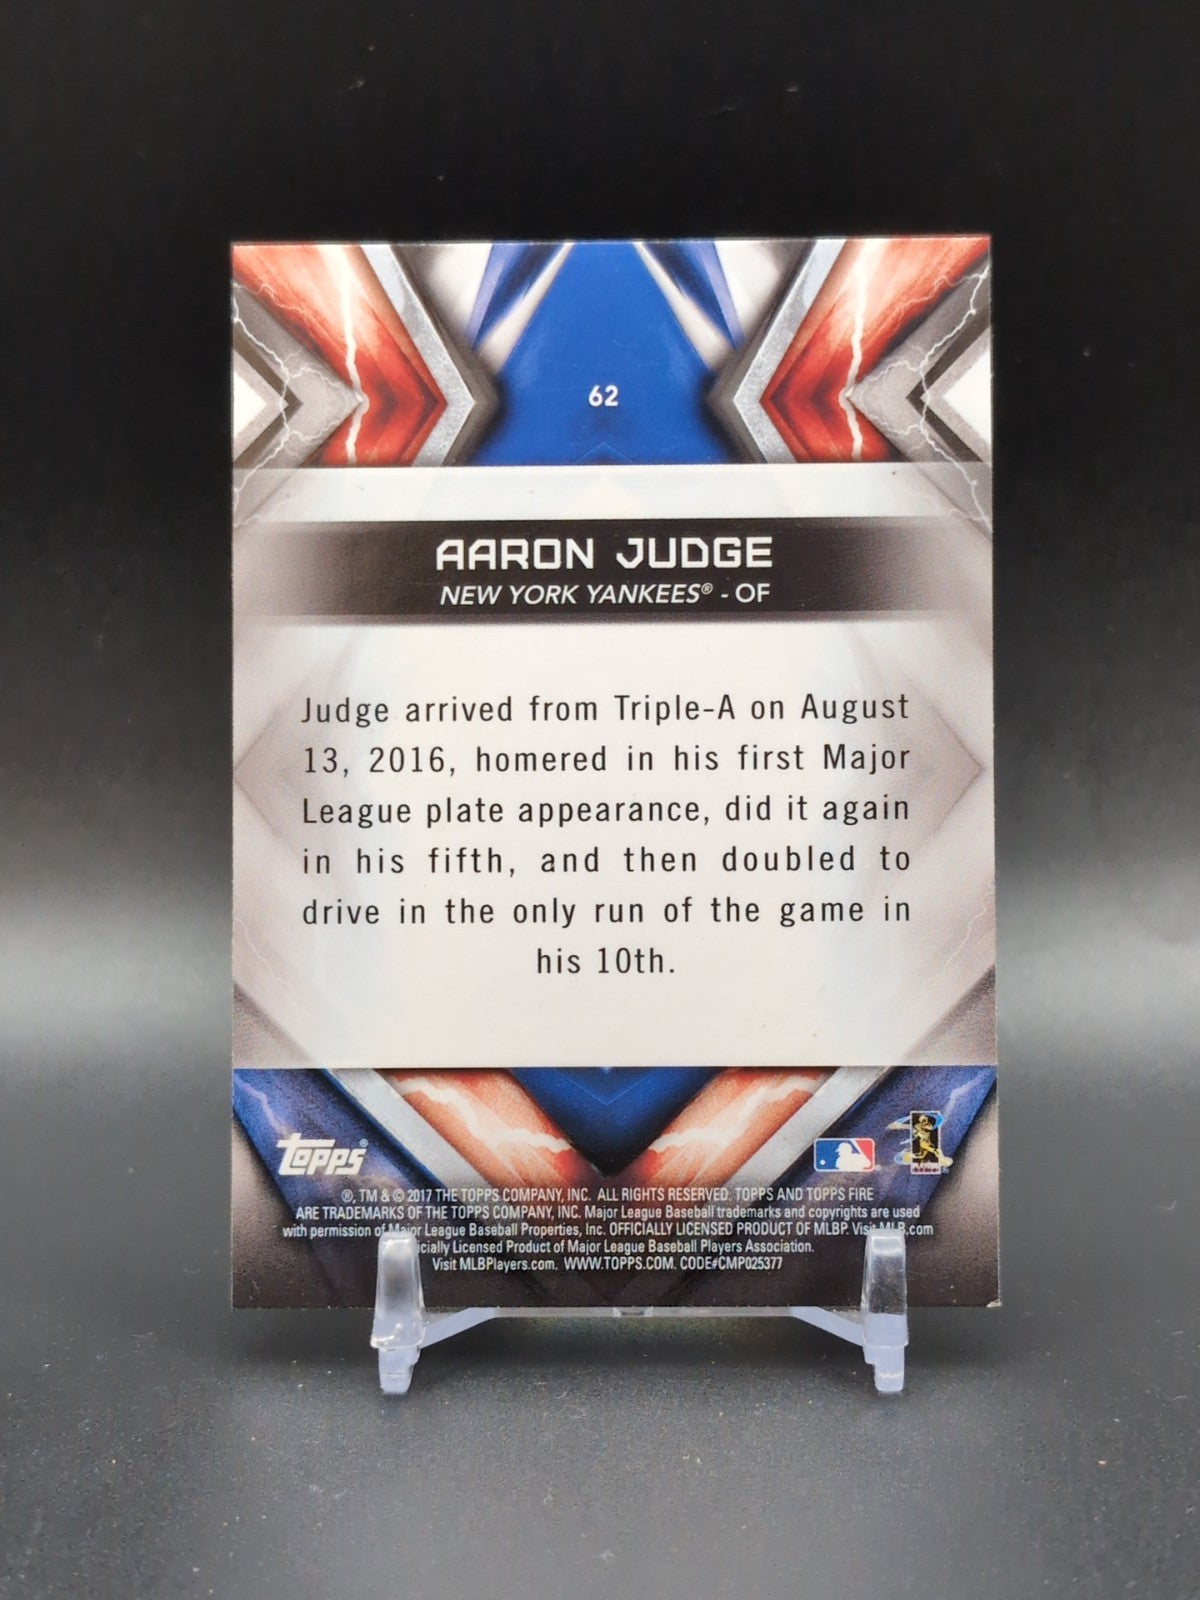 62
AARON JUDGE
NEW YORK YANKEES® - OF
Judge arrived from Triple-A on August
13, 2016, homered in his first Major
League plate appearance, did it again
in his fifth, and then doubled to
drive in the only run of the game in
his 10th.
topps®
®, TM & © 2017 THE TOPPS COMPANY, INC. ALL RIGHTS RESERVED. TOPPS AND TOPPS FIRE
ARE TRADEMARKS OF THE TOPPS COMPANY, INC. Major League Baseball trademarks and copyrights are used
with permission of Major League Baseball Properties, Inc. OFFICIALLY LICENSED PRODUCT OF MLBP. Visit MLB.com
Licensed Product of Major League Baseball Players Association.
Visit MLBPlayers.com. WWW.TOPPS.COM. CODE#CMP025377